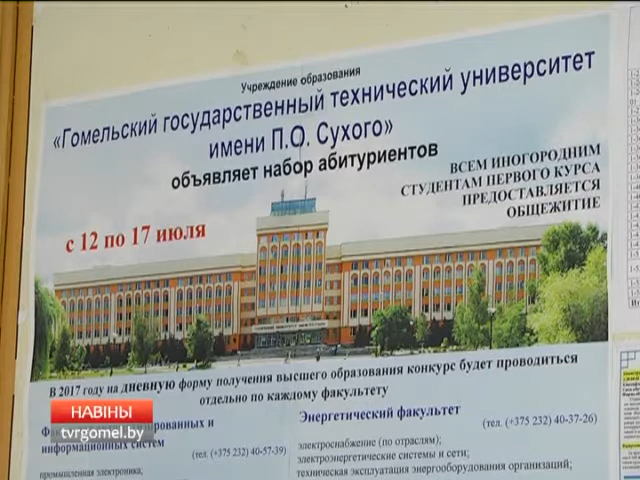 Учреждение образования
«Гомельский государственный технический университет
имени П.О. Сухого»
объявляет набор абитуриентов
ВСЕМ ИНОГОРОДНИМ
СТУДЕНТАМ ПЕРВОГО КУРСА
ПРЕДОСТАВЛЯЕТСЯ
ОБЩЕЖИТИЕ
с 12 по 17 июля
В 2017 году на дневную форму получения высшего образования конкурс будет проводиться
отдельно по каждому факультету
информационных систем
(тел. (+375 232) 40-57-39)
промышленная электроника;
Энергетический факультет
(тел. (+375 232) 40-37-26)
электроснабжение (по отраслям);
электроэнергетические системы и сети;
техническая эксплуатация энергооборудования организаций;
НАВІНЫ
tvrgomel.by